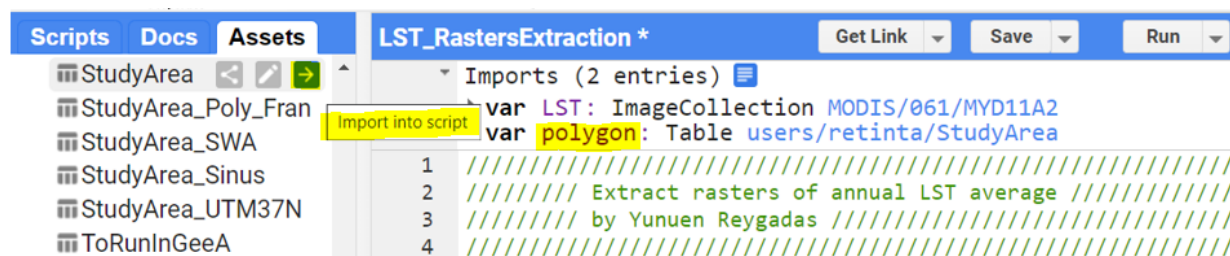 Scripts Docs Assets
StudyArea
StudyArea_Poly_Fran
StudyArea_SWA
StudyArea_Sinus
StudyArea_UTM37N
ToRunInGeeA
Import into script
LST_RastersExtraction * Get Link Save Run
Imports (2 entries)
var LST: ImageCollection MODIS/061/MYD11A2
var polygon: Table users/retinta/StudyArea
1 /////////////////////////////////////////////////////////////
2 ///////// Extract rasters of annual LST average /////////////
3 ///////// by Yunuen Reygadas ////////////////////////////////
4 /////////////////////////////////////////////////////////////